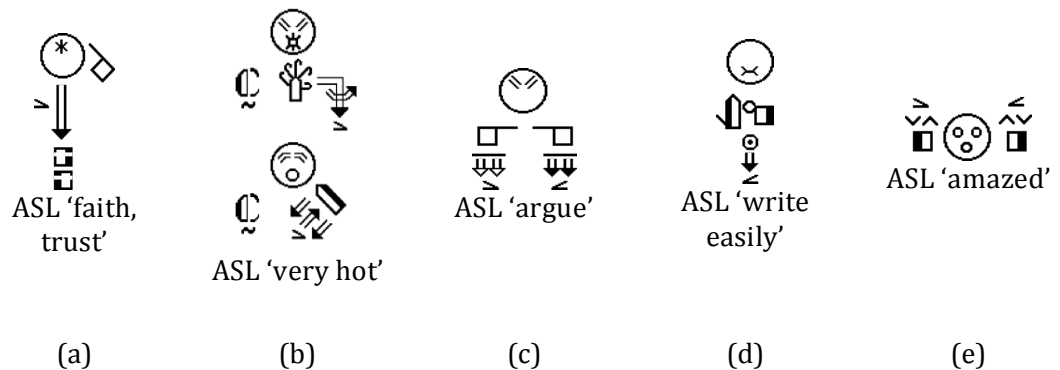 ASL ‘faith,
trust’
ASL ‘very hot’
ASL ‘argue’
ASL ‘write
easily’
ASL ‘amazed’
(a)
(b)
(c)
(d)
(e)